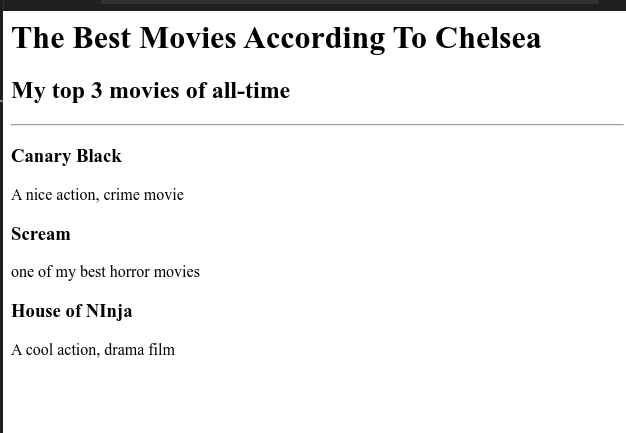 The Best Movies According To Chelsea
My top 3 movies of all-time
Canary Black
A nice action, crime movie
Scream
one of my best horror movies
House of NInja
A cool action, drama film